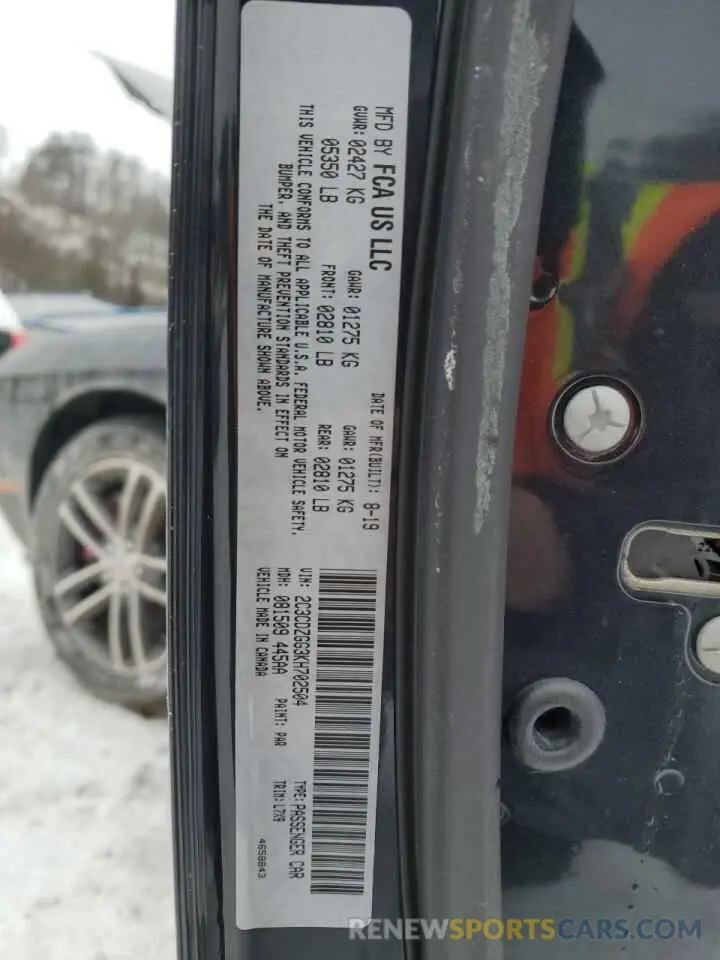 MFD BY FCA US LLC
DATE OF MFR(BUILT): 8-19
GVWR: 02427 KG
GAWR: 01275 KG
GAWR: 01275 KG
05350 LB
FRONT: 02810 LB
REAR: 02810 LB
THIS VEHICLE CONFORMS TO ALL APPLICABLE U.S.A. FEDERAL MOTOR VEHICLE SAFETY,
BUMPER, AND THEFT PREVENTION STANDARDS IN EFFECT ON
THE DATE OF MANUFACTURE SHOWN ABOVE.
VIN: 2C3CDZGG3KH702504
TYPE: PASSENGER CAR
MDH: 081509 445AA
PAINT: PAR
TRIM: L7X9
VEHICLE MADE IN CANADA
4658843
RENEWSPORTSCARS.COM